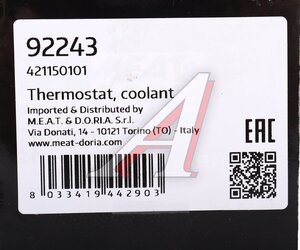 92243
421150101
Thermostat, coolant
Imported & Distributed by
M.E.A.T. & D.O.R.I.A. S.r.l.
Via Donati, 14 - 10121 Torino (TO) - Italy
www.meat-doria.com
EAC
8 033419 442903